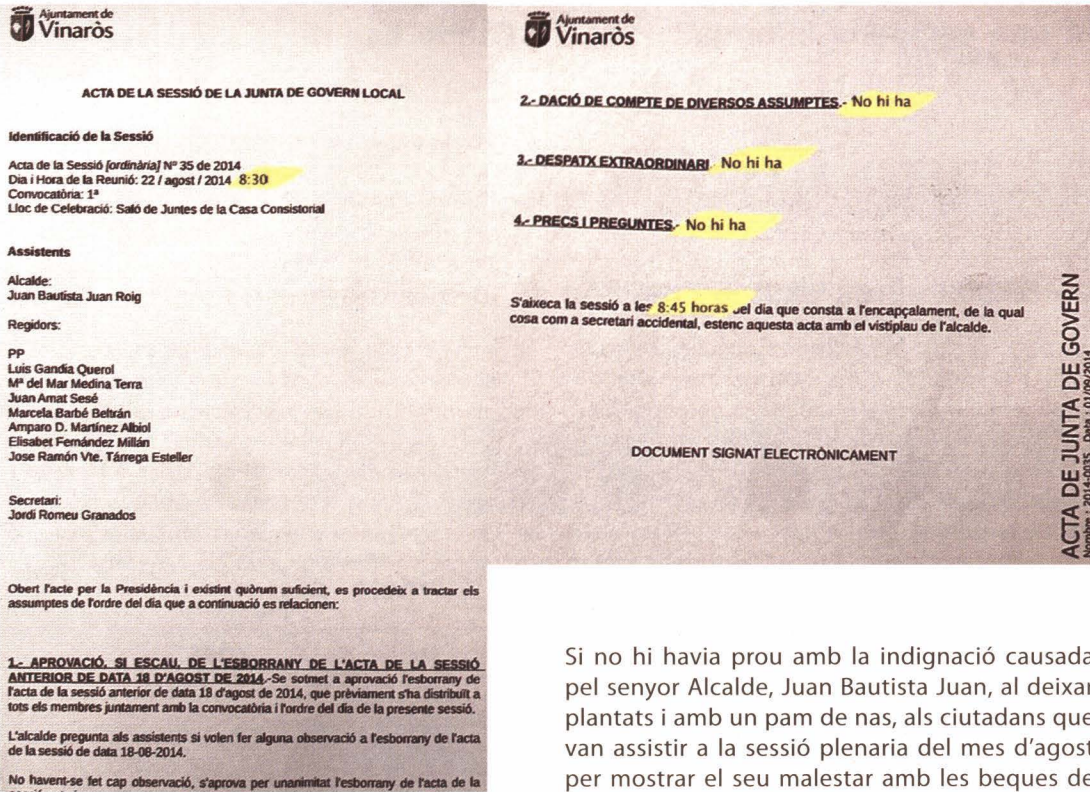 Ajuntament de
Vinaròs
ACTA DE LA SESSIÓ DE LA JUNTA DE GOVERN LOCAL
Identificació de la Sessió
Acta de la Sessió [ordinària] Nº 35 de 2014
Dia i Hora de la Reunió: 22 / agost / 2014 8:30
Convocatòria: 1ª
Lloc de Celebració: Saló de Juntes de la Casa Consistorial
Assistents
Alcalde:
Juan Bautista Juan Roig
Regidors:
PP
Luis Gandia Querol
Mª del Mar Medina Terra
Juan Amat Sesé
Marcela Barbé Beltrán
Amparo D. Martínez Albiol
Elisabet Fernández Millán
Jose Ramón Vte. Tárrega Esteller
Secretari:
Jordi Romeu Granados
Obert l'acte per la Presidència i existint quòrum suficient, es procedeix a tractar els
assumptes de l'ordre del dia que a continuació es relacionen:
1.- APROVACIÓ, SI ESCAU, DE L'ESBORRANY DE L'ACTA DE LA SESSIÓ
ANTERIOR DE DATA 18 D'AGOST DE 2014.-Se sotmet a aprovació l'esborrany de
l'acta de la sessió anterior de data 18 d'agost de 2014, que prèviament s'ha distribuït a
tots els membres juntament amb la convocatòria i l'ordre del dia de la presente sessió.
L'alcalde pregunta als assistents si volen fer alguna observació a l'esborrany de l'acta
de la sessió de data 18-08-2014.
No havent-se fet cap observació, s'aprova per unanimitat l'esborrany de l'acta de la
Ajuntament de
Vinaròs
2.- DACIÓ DE COMPTE DE DIVERSOS ASSUMPTES.- No hi ha
3.- DESPATX EXTRAORDINARI. No hi ha
4.- PRECS I PREGUNTES.- No hi ha
S'aixeca la sessió a les 8:45 horas del dia que consta a l'encapçalament, de la qual
cosa com a secretari accidental, estenc aquesta acta amb el vistiplau de l'alcalde.
DOCUMENT SIGNAT ELECTRÒNICAMENT
ACTA DE JUNTA DE GOVERN
Nombre : 2014-0035 Data : 01/09/2014
Si no hi havia prou amb la indignació causada
pel senyor Alcalde, Juan Bautista Juan, al deixar
plantats i amb un pam de nas, als ciutadans que
van assistir a la sessió plenaria del mes d'agost
per mostrar el seu malestar amb les beques de